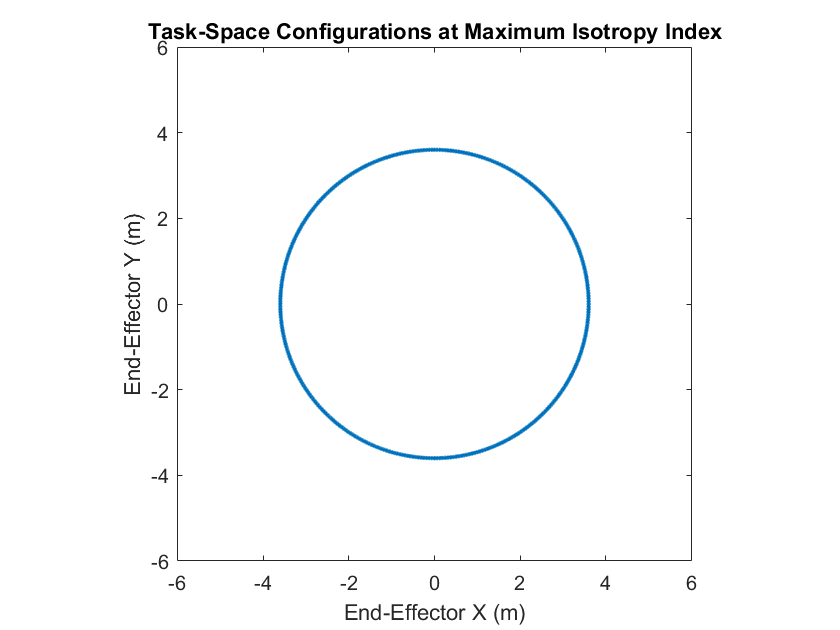 Task-Space Configurations at Maximum Isotropy Index
6
4
2
0
-2
-4
-6
End-Effector Y (m)
-6 -4 -2 0 2 4 6
End-Effector X (m)